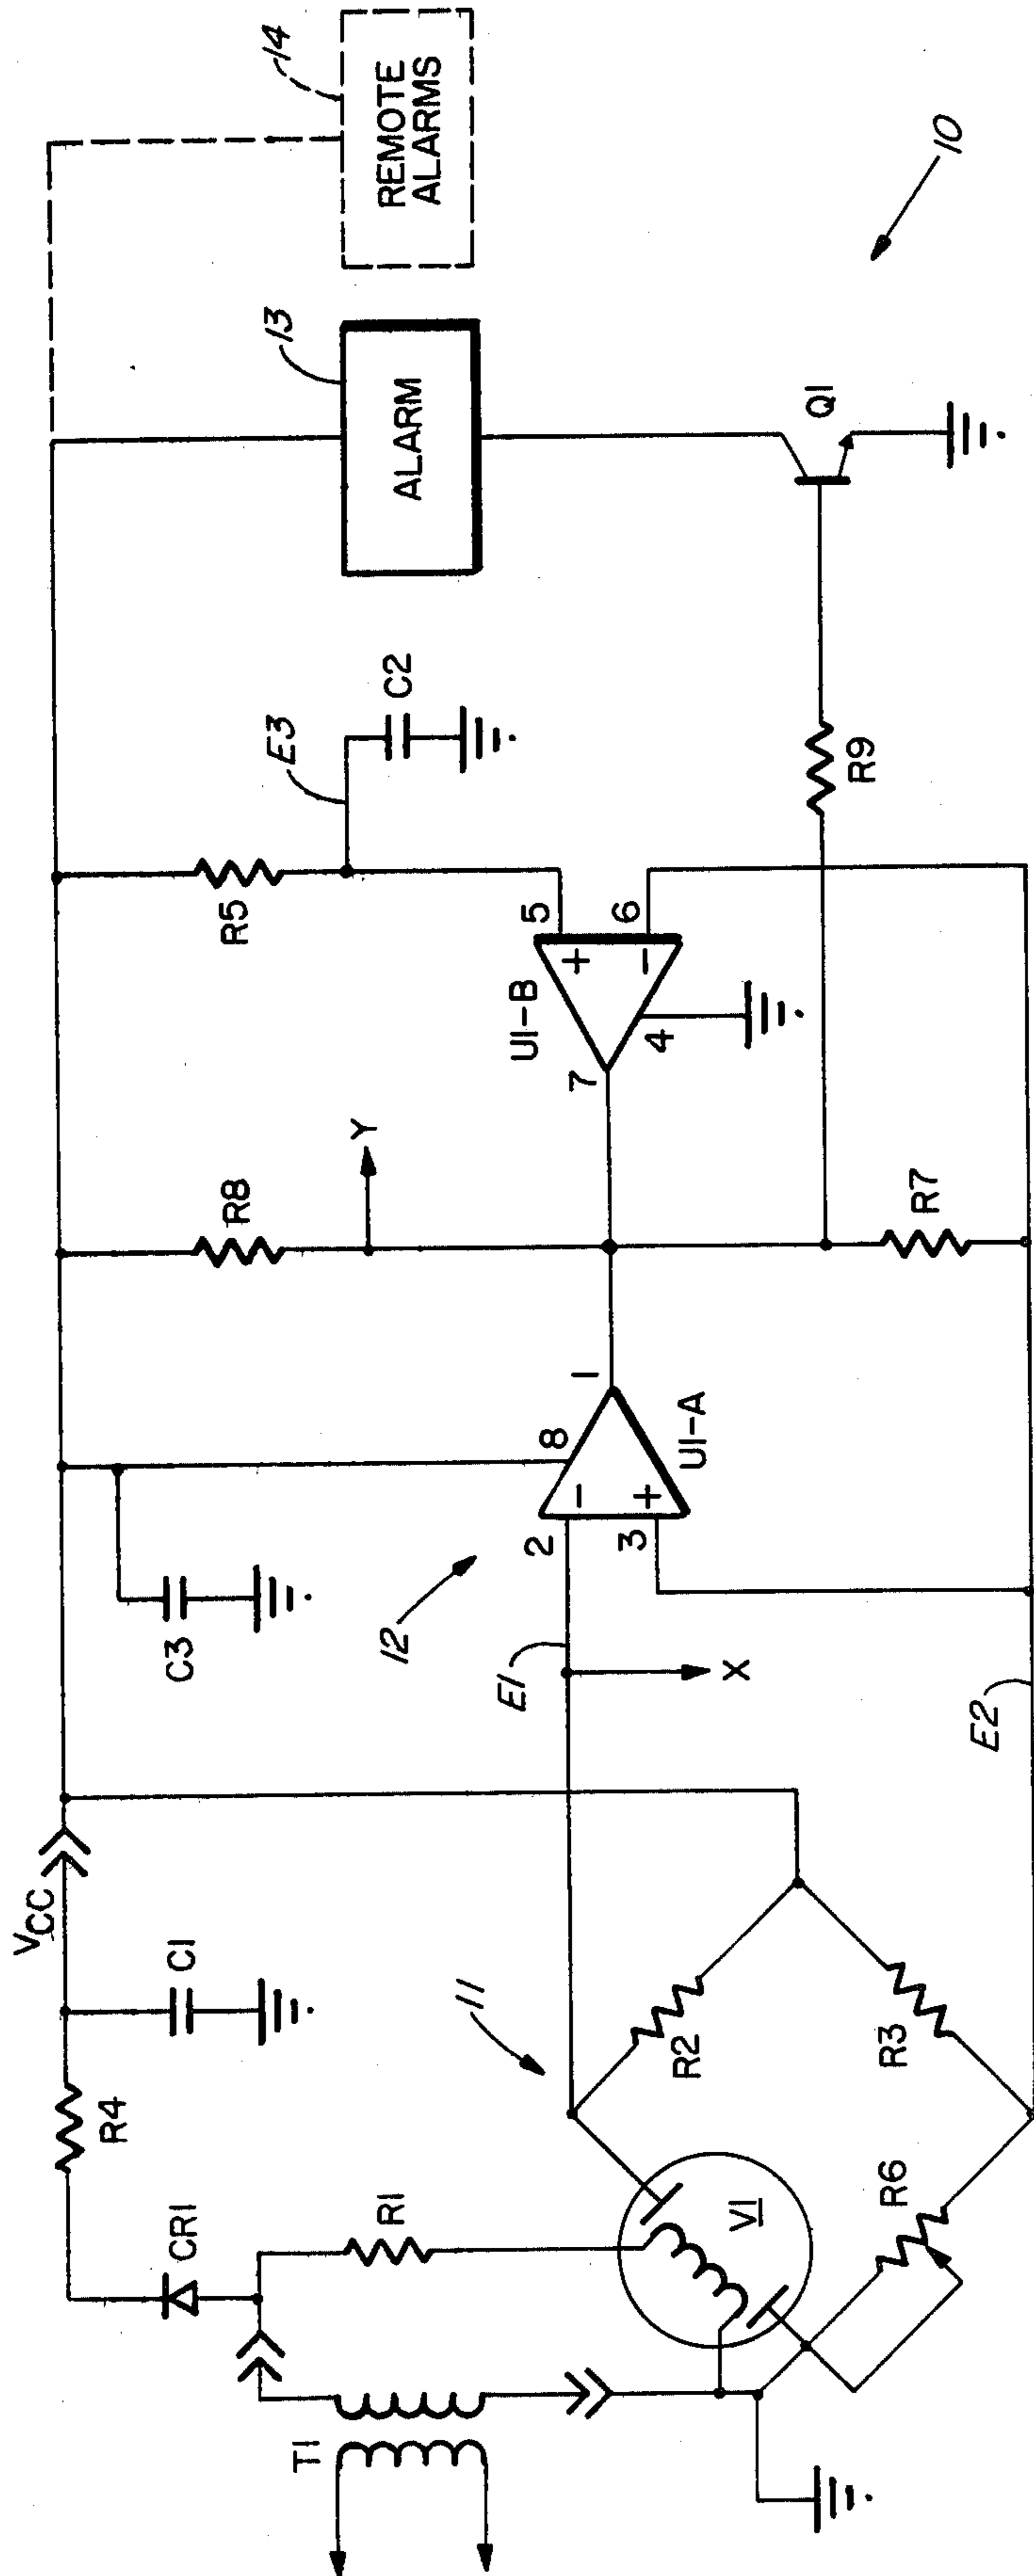 VCC
REMOTE
ALARMS
14
ALARM
13
10
Q1
R9
C2
E3
R5
5
6
+
−
U1-B
4
7
Y
R8
R7
1
8
U1-A
−
+
2
3
12
C3
E1
X
E2
C1
R4
11
R2
R3
R6
CR1
R1
V1
T1